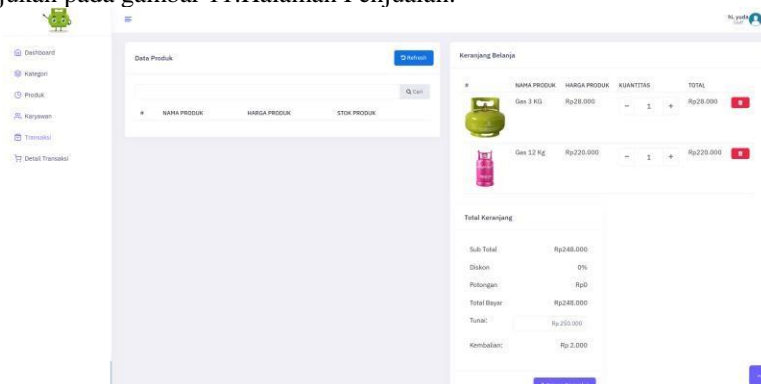 jukan pada gambar 11.Halaman Penjualan.
Hi, yuda
Dashboard
Kategori
Produk
Karyawan
Transaksi
Detail Transaksi
Data Produk
Refresh
Cari
# NAMA PRODUK HARGA PRODUK STOK PRODUK
Keranjang Belanja
# NAMA PRODUK HARGA PRODUK KUANTITAS TOTAL
Gas 3 KG Rp28.000 - 1 + Rp28.000
Gas 12 Kg Rp220.000 - 1 + Rp220.000
Total Keranjang
Sub Total Rp248.000
Diskon 0%
Potongan Rp0
Total Bayar Rp248.000
Tunai: Rp 250.000
Kembalian: Rp 2.000